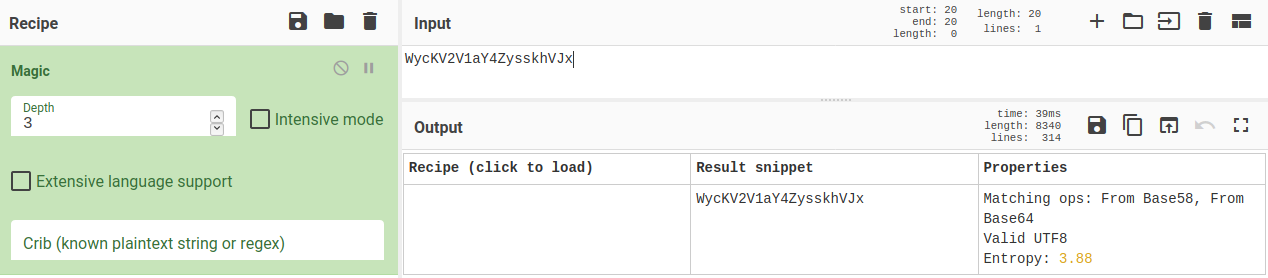 Recipe
Magic
Depth
3
Intensive mode
Extensive language support
Crib (known plaintext string or regex)
Input
start: 20
end: 20
length: 0
length: 20
lines: 1
WycKV2V1aY4ZysskhVJx
Output
time: 39ms
length: 8340
lines: 314
Recipe (click to load)
Result snippet
Properties
WycKV2V1aY4ZysskhVJx
Matching ops: From Base58, From
Base64
Valid UTF8
Entropy: 3.88